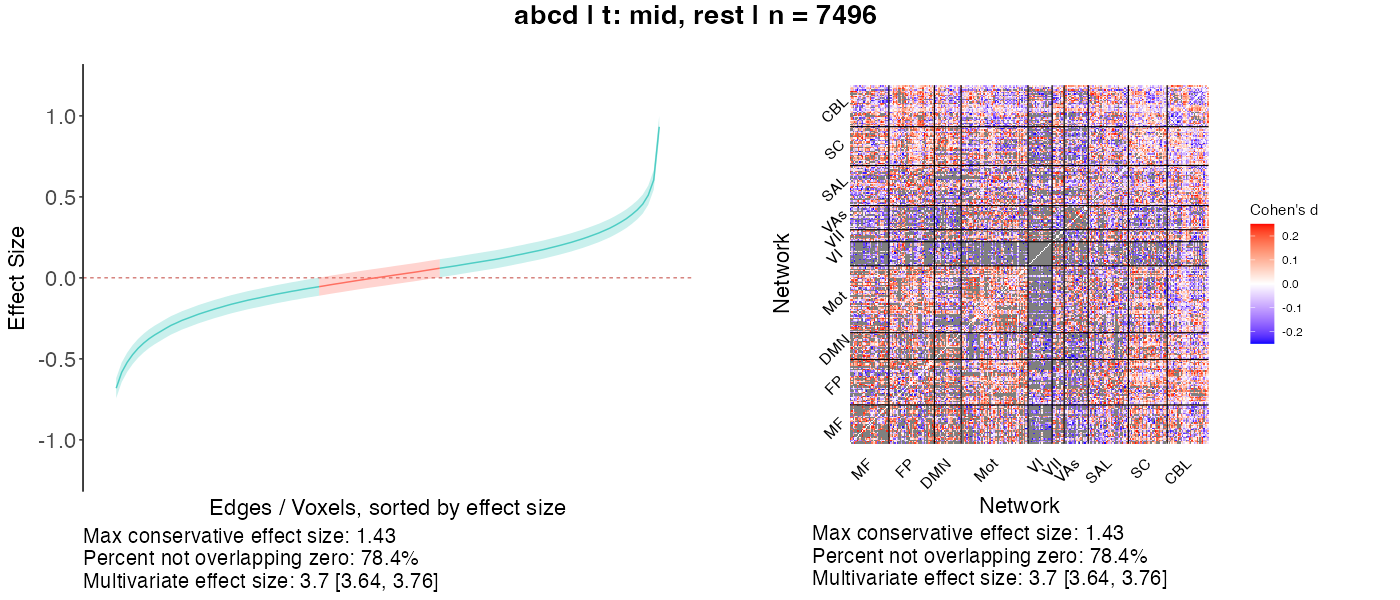 abcd | t: mid, rest | n = 7496
Effect Size
1.0
0.5
0.0
-0.5
-1.0
Edges / Voxels, sorted by effect size
Max conservative effect size: 1.43
Percent not overlapping zero: 78.4%
Multivariate effect size: 3.7 [3.64, 3.76]
Network
CBL
SC
SAL
VAs
VII
VI
Mot
DMN
FP
MF
MF
FP
DMN
Mot
VI
VII
VAs
SAL
SC
CBL
Network
Cohen's d
0.2
0.1
0.0
-0.1
-0.2
Max conservative effect size: 1.43
Percent not overlapping zero: 78.4%
Multivariate effect size: 3.7 [3.64, 3.76]